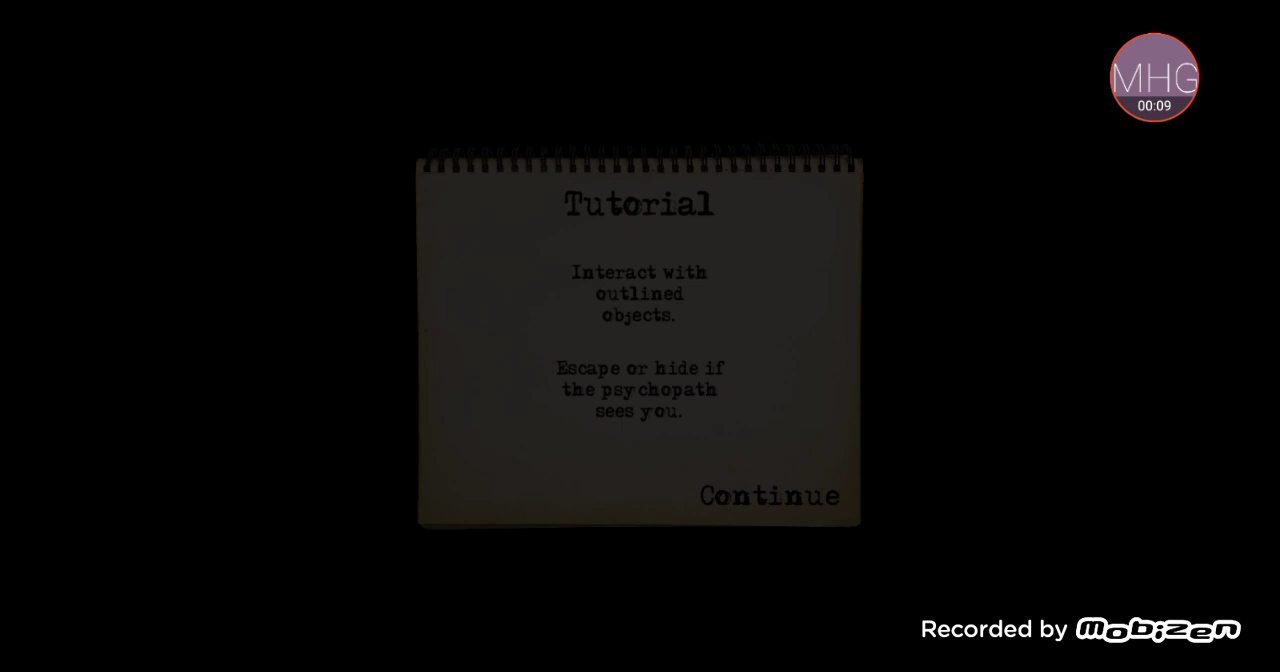 MHG
00:09
Tutorial
Interact with
outlined
objects.
Escape or hide if
the psychopath
sees you.
Continue
Recorded by mobizen